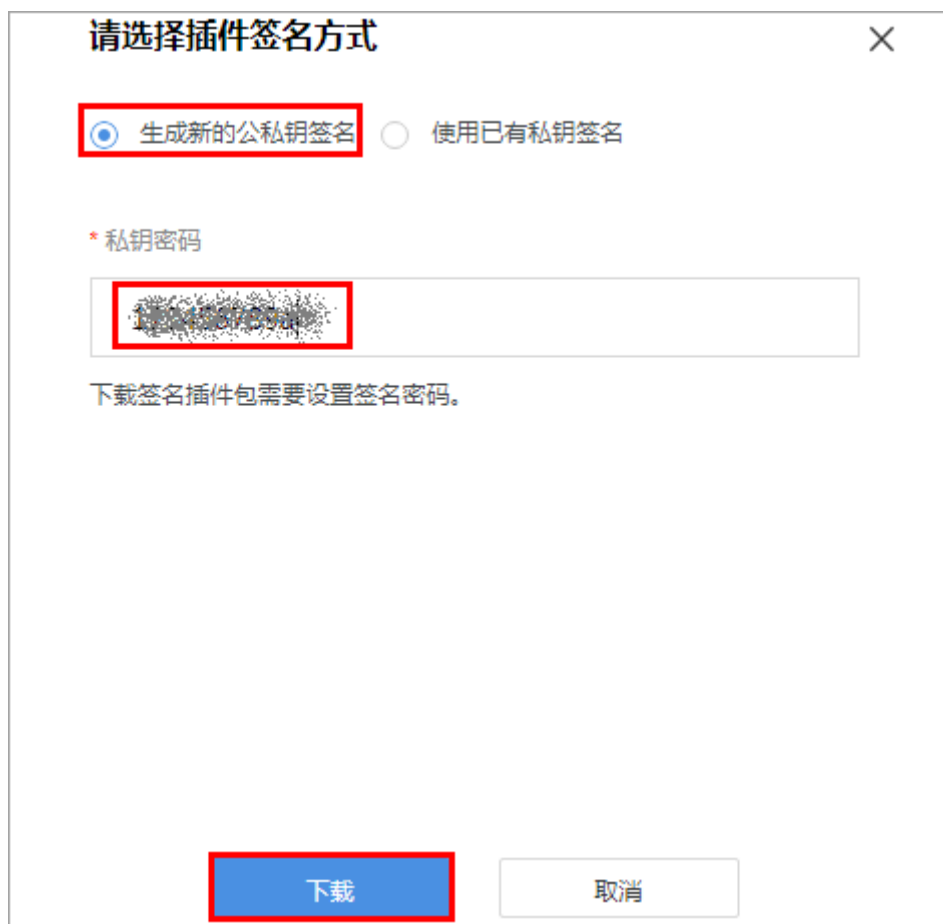 请选择插件签名方式
生成新的公私钥签名 使用已有私钥签名
* 私钥密码
下载签名插件包需要设置签名密码。
下载 取消